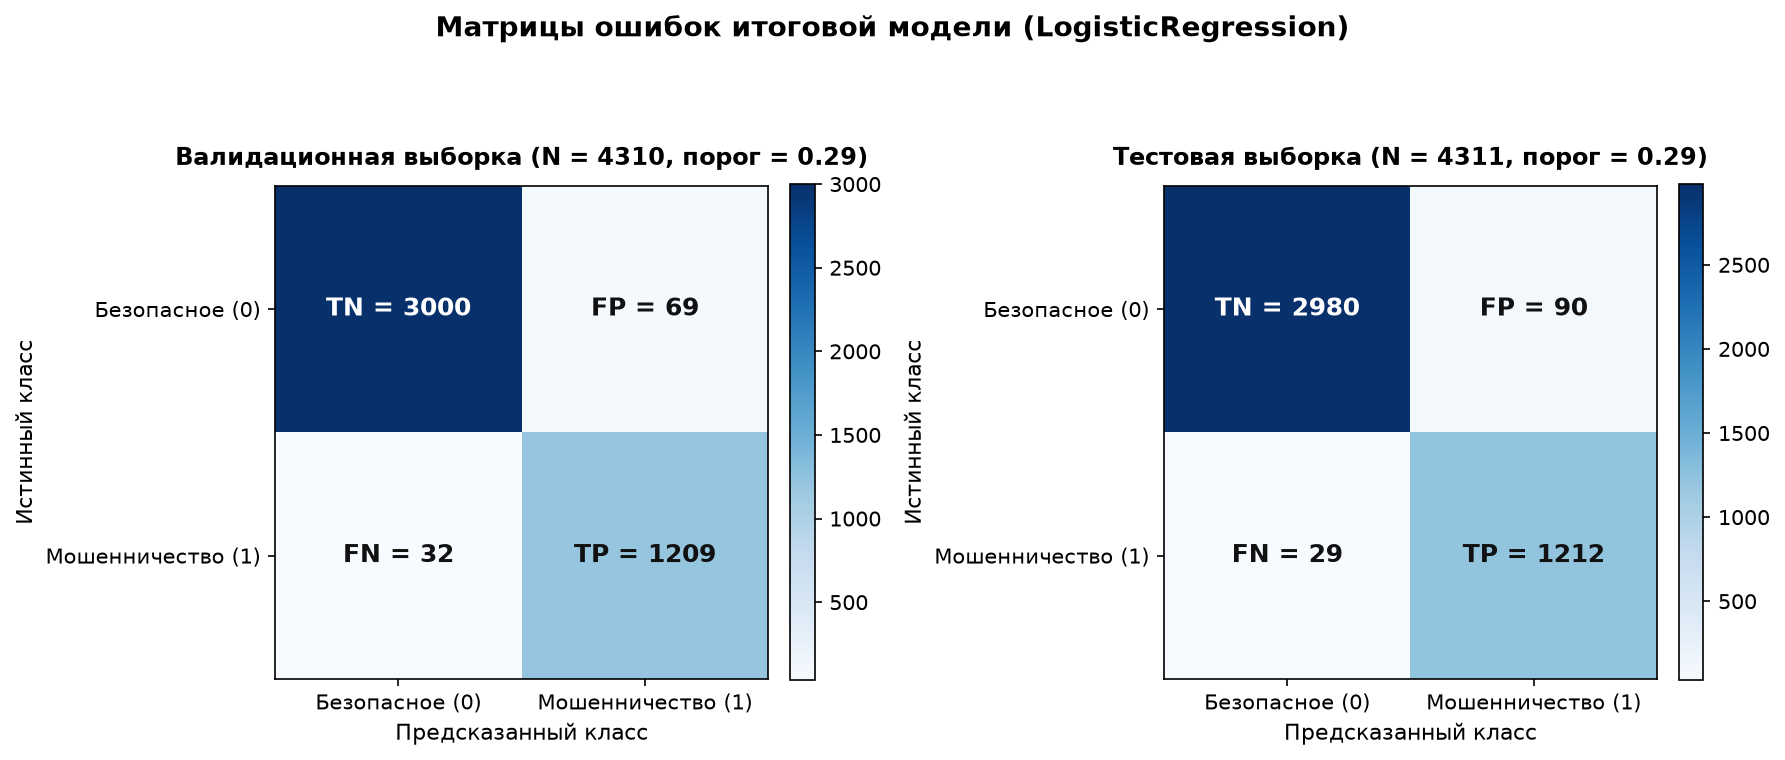 Матрицы ошибок итоговой модели (LogisticRegression)
Валидационная выборка (N = 4310, порог = 0.29)
Истинный класс
Безопасное (0)
Мошенничество (1)
TN = 3000
FP = 69
FN = 32
TP = 1209
Безопасное (0)
Мошенничество (1)
Предсказанный класс
3000
2500
2000
1500
1000
500
Тестовая выборка (N = 4311, порог = 0.29)
Истинный класс
Безопасное (0)
Мошенничество (1)
TN = 2980
FP = 90
FN = 29
TP = 1212
Безопасное (0)
Мошенничество (1)
Предсказанный класс
2500
2000
1500
1000
500